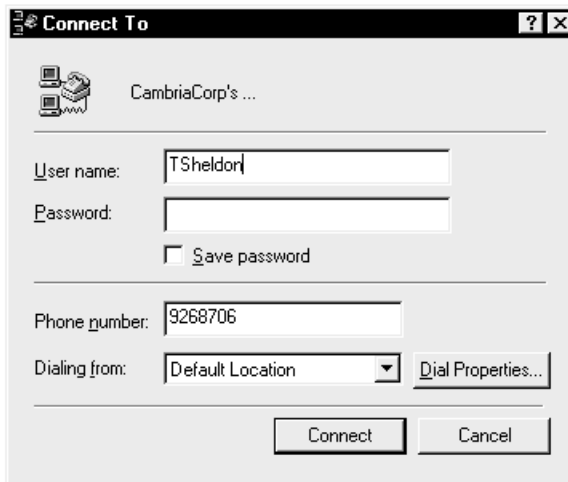 Connect To
CambriaCorp's ...
User name: TSheldon
Password:
Save password
Phone number: 9268706
Dialing from: Default Location Dial Properties...
Connect Cancel